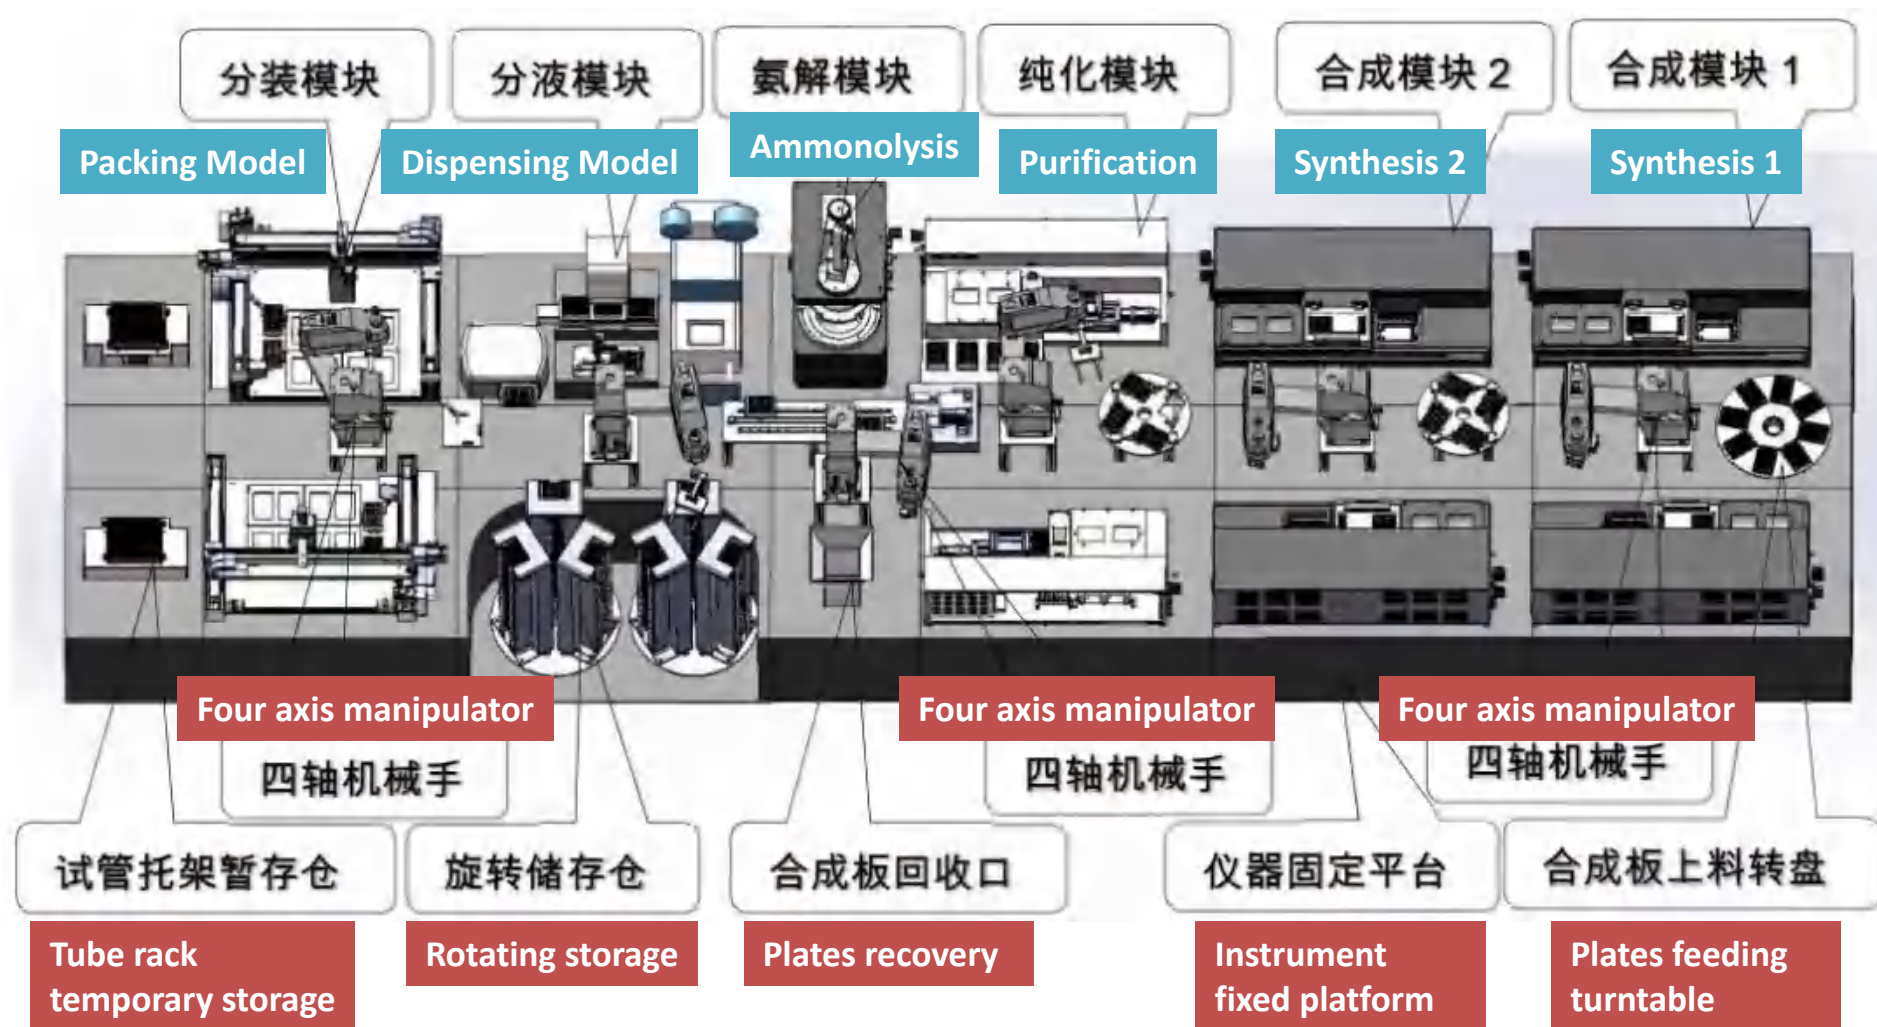 分装模块
分液模块
氨解模块
纯化模块
合成模块 2
合成模块 1
Packing Model
Dispensing Model
Ammonolysis
Purification
Synthesis 2
Synthesis 1
Four axis manipulator
Four axis manipulator
Four axis manipulator
四轴机械手
四轴机械手
四轴机械手
试管托架暂存仓
旋转储存仓
合成板回收口
仪器固定平台
合成板上料转盘
Tube rack
temporary storage
Rotating storage
Plates recovery
Instrument
fixed platform
Plates feeding
turntable